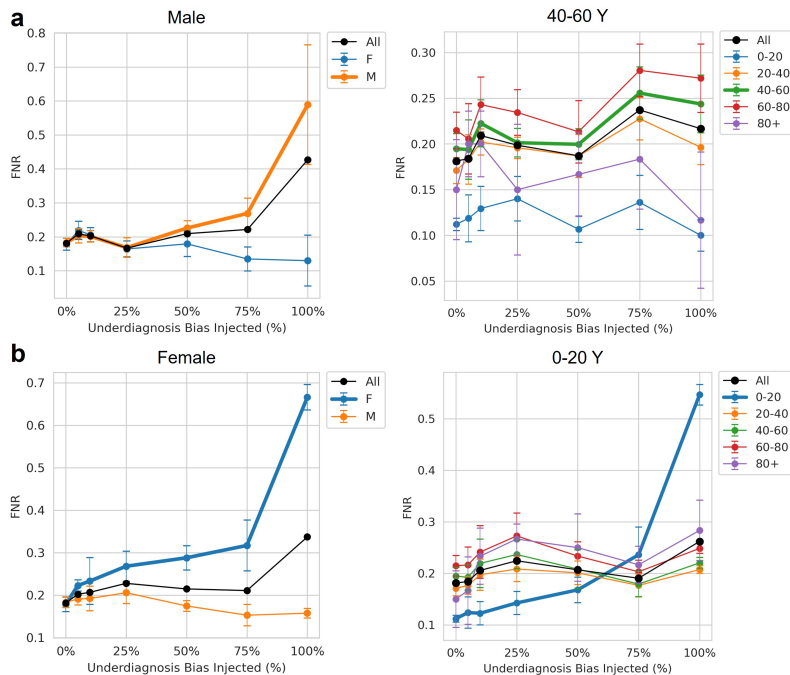 a
Male
40-60 Y
0.8
0.7
0.6
0.5
0.4
0.3
0.2
0.1
FNR
0% 25% 50% 75% 100%
Underdiagnosis Bias Injected (%)
All
F
M
0.30
0.25
0.20
0.15
0.10
0.05
FNR
0% 25% 50% 75% 100%
Underdiagnosis Bias Injected (%)
All
0-20
20-40
40-60
60-80
80+
b
Female
0-20 Y
0.7
0.6
0.5
0.4
0.3
0.2
0.1
FNR
0% 25% 50% 75% 100%
Underdiagnosis Bias Injected (%)
All
F
M
0.5
0.4
0.3
0.2
0.1
FNR
0% 25% 50% 75% 100%
Underdiagnosis Bias Injected (%)
All
0-20
20-40
40-60
60-80
80+